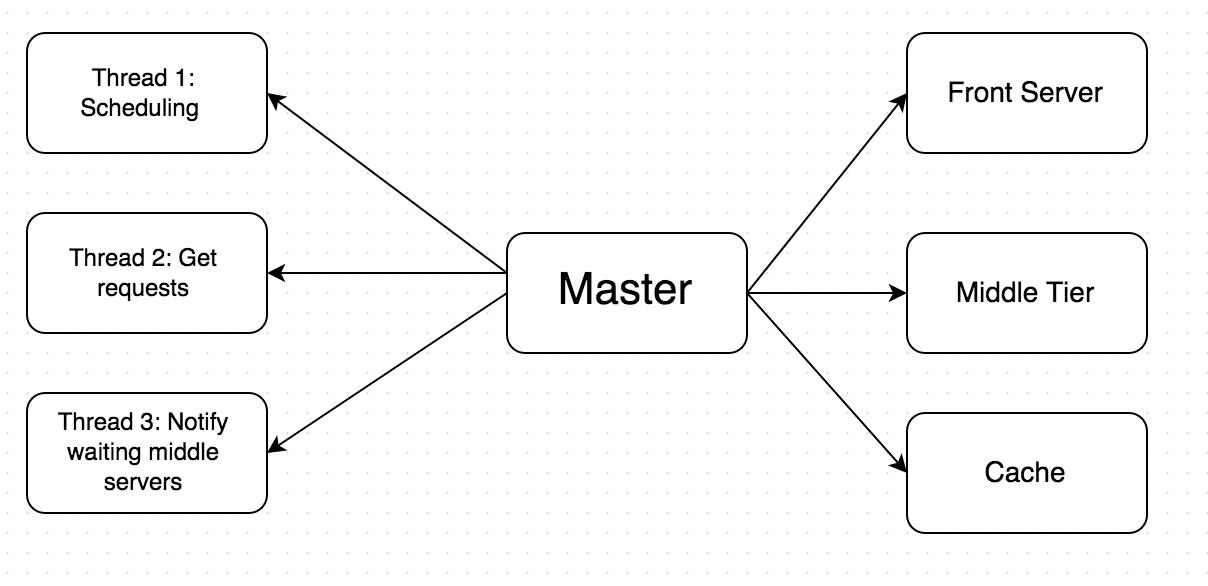 Thread 1:
Scheduling
Thread 2: Get
requests
Thread 3: Notify
waiting middle
servers
Master
Front Server
Middle Tier
Cache